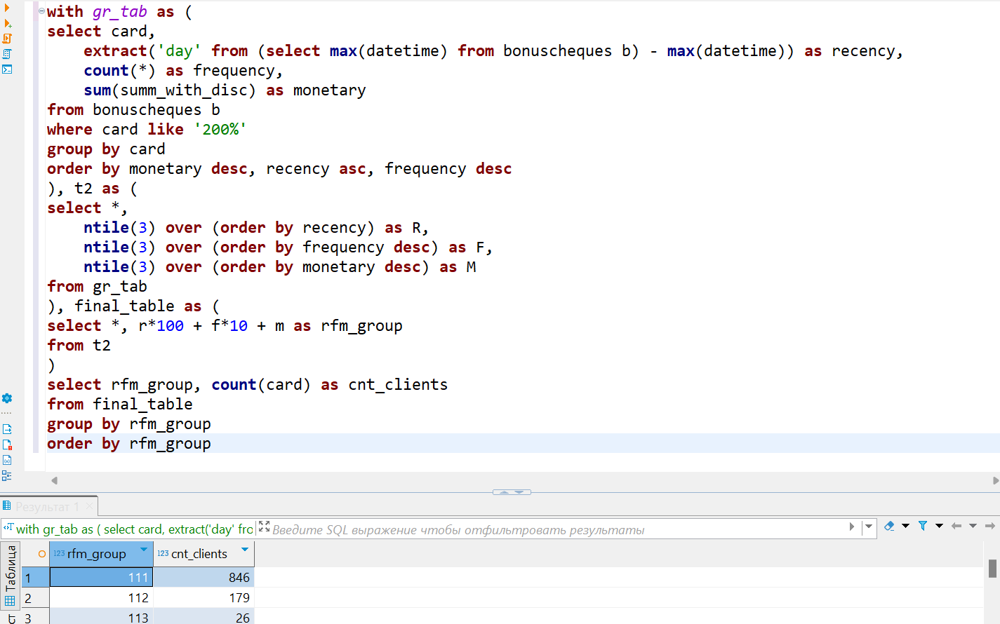 with gr_tab as (
select card,
    extract('day' from (select max(datetime) from bonuscheques b) - max(datetime)) as recency,
    count(*) as frequency,
    sum(summ_with_disc) as monetary
from bonuscheques b
where card like '200%'
group by card
order by monetary desc, recency asc, frequency desc
), t2 as (
select *,
    ntile(3) over (order by recency) as R,
    ntile(3) over (order by frequency desc) as F,
    ntile(3) over (order by monetary desc) as M
from gr_tab
), final_table as (
select *, r*100 + f*10 + m as rfm_group
from t2
)
select rfm_group, count(card) as cnt_clients
from final_table
group by rfm_group
order by rfm_group
Результат 1
with gr_tab as ( select card, extract('day' fro
Введите SQL выражение чтобы отфильтровать результаты
Таблица
123 rfm_group 123 cnt_clients
1 111 846
2 112 179
3 113 26